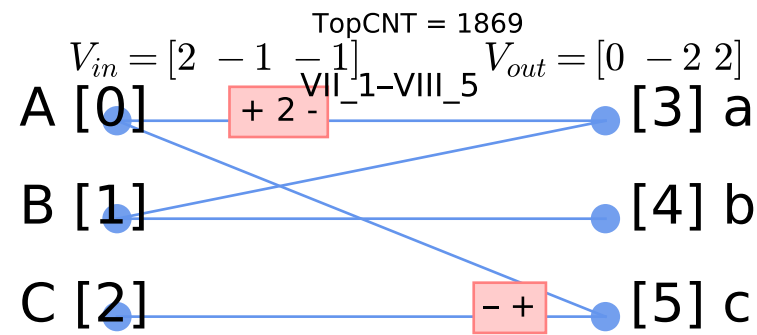 TopCNT = 1869
V_in = [2 − 1 − 1] V_out = [0 − 2 2]
VII_1–VIII_5
A [0] + 2 - [3] a
B [1] [4] b
C [2] – + [5] c